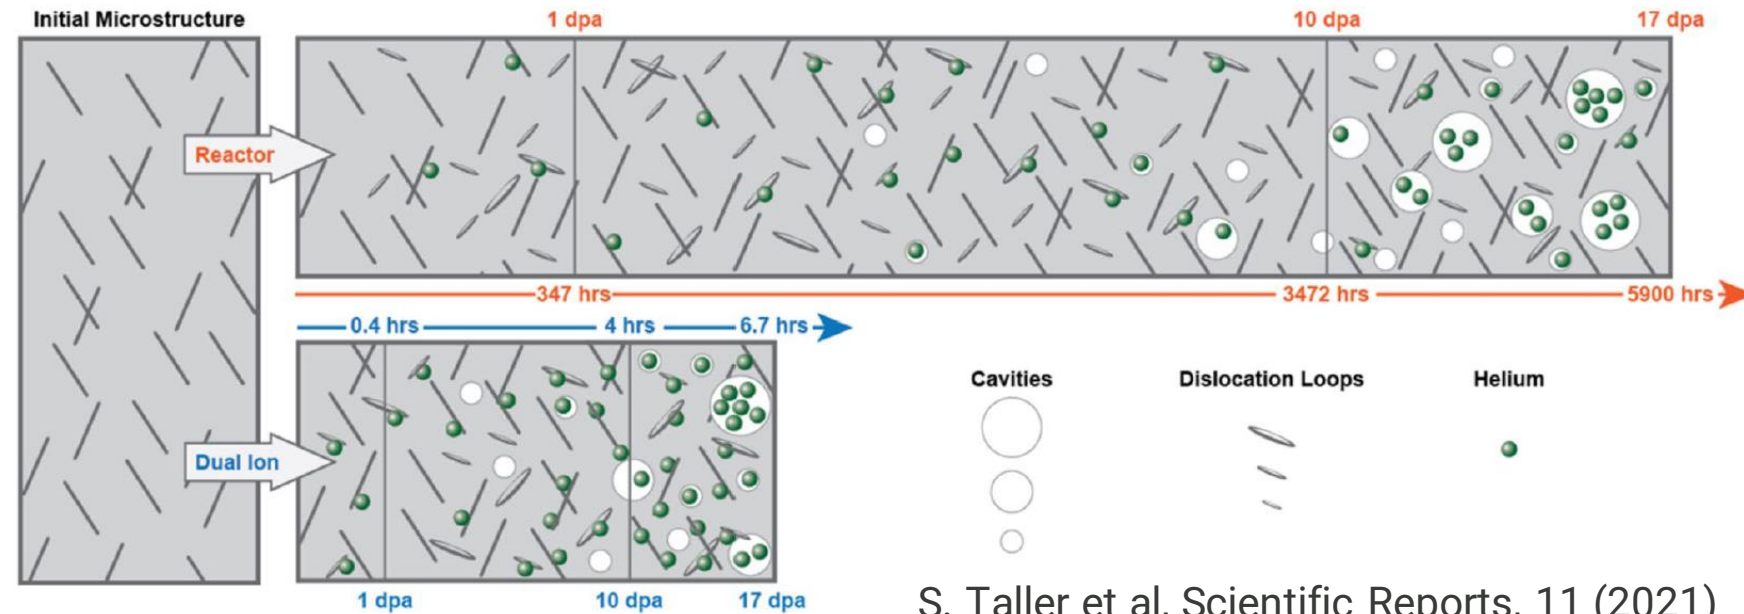 Initial Microstructure
1 dpa
10 dpa
17 dpa
Reactor
347 hrs
3472 hrs
5900 hrs
0.4 hrs
4 hrs
6.7 hrs
Cavities
Dislocation Loops
Helium
Dual Ion
1 dpa
10 dpa
17 dpa
S. Taller et al. Scientific Reports, 11 (2021)